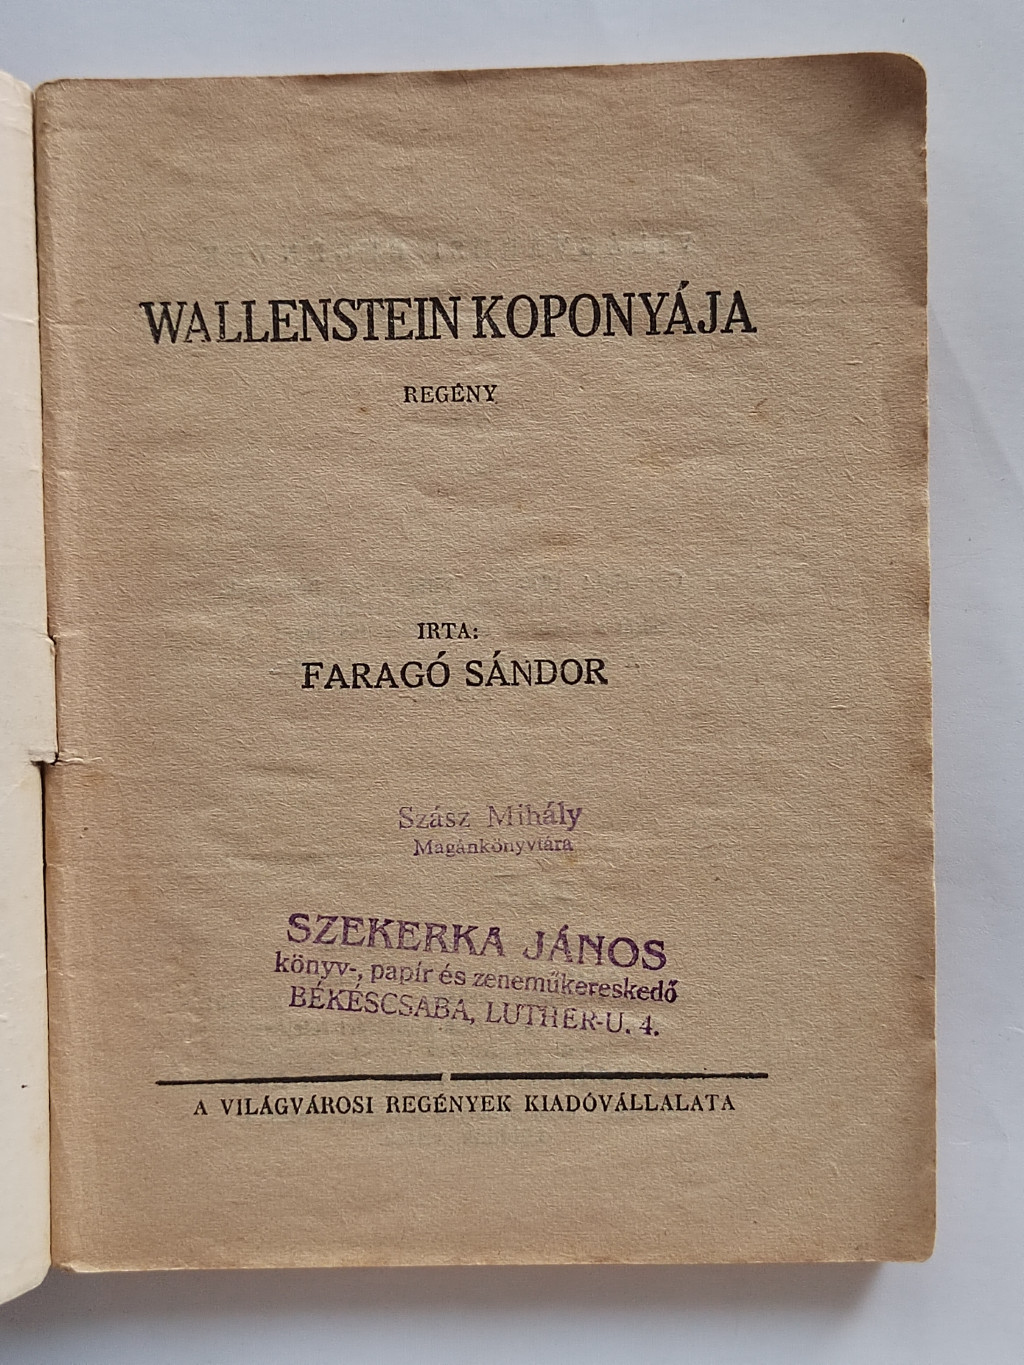 WALLENSTEIN KOPONYÁJA
REGÉNY
IRTA:
FARAGÓ SÁNDOR
Szász Mihály
Magánkönyvtára
SZEKERKA JÁNOS
könyv-, papír és zeneműkereskedő
BÉKÉSCSABA, LUTHER-U. 4.
A VILÁGVÁROSI REGÉNYEK KIADÓVÁLLALATA